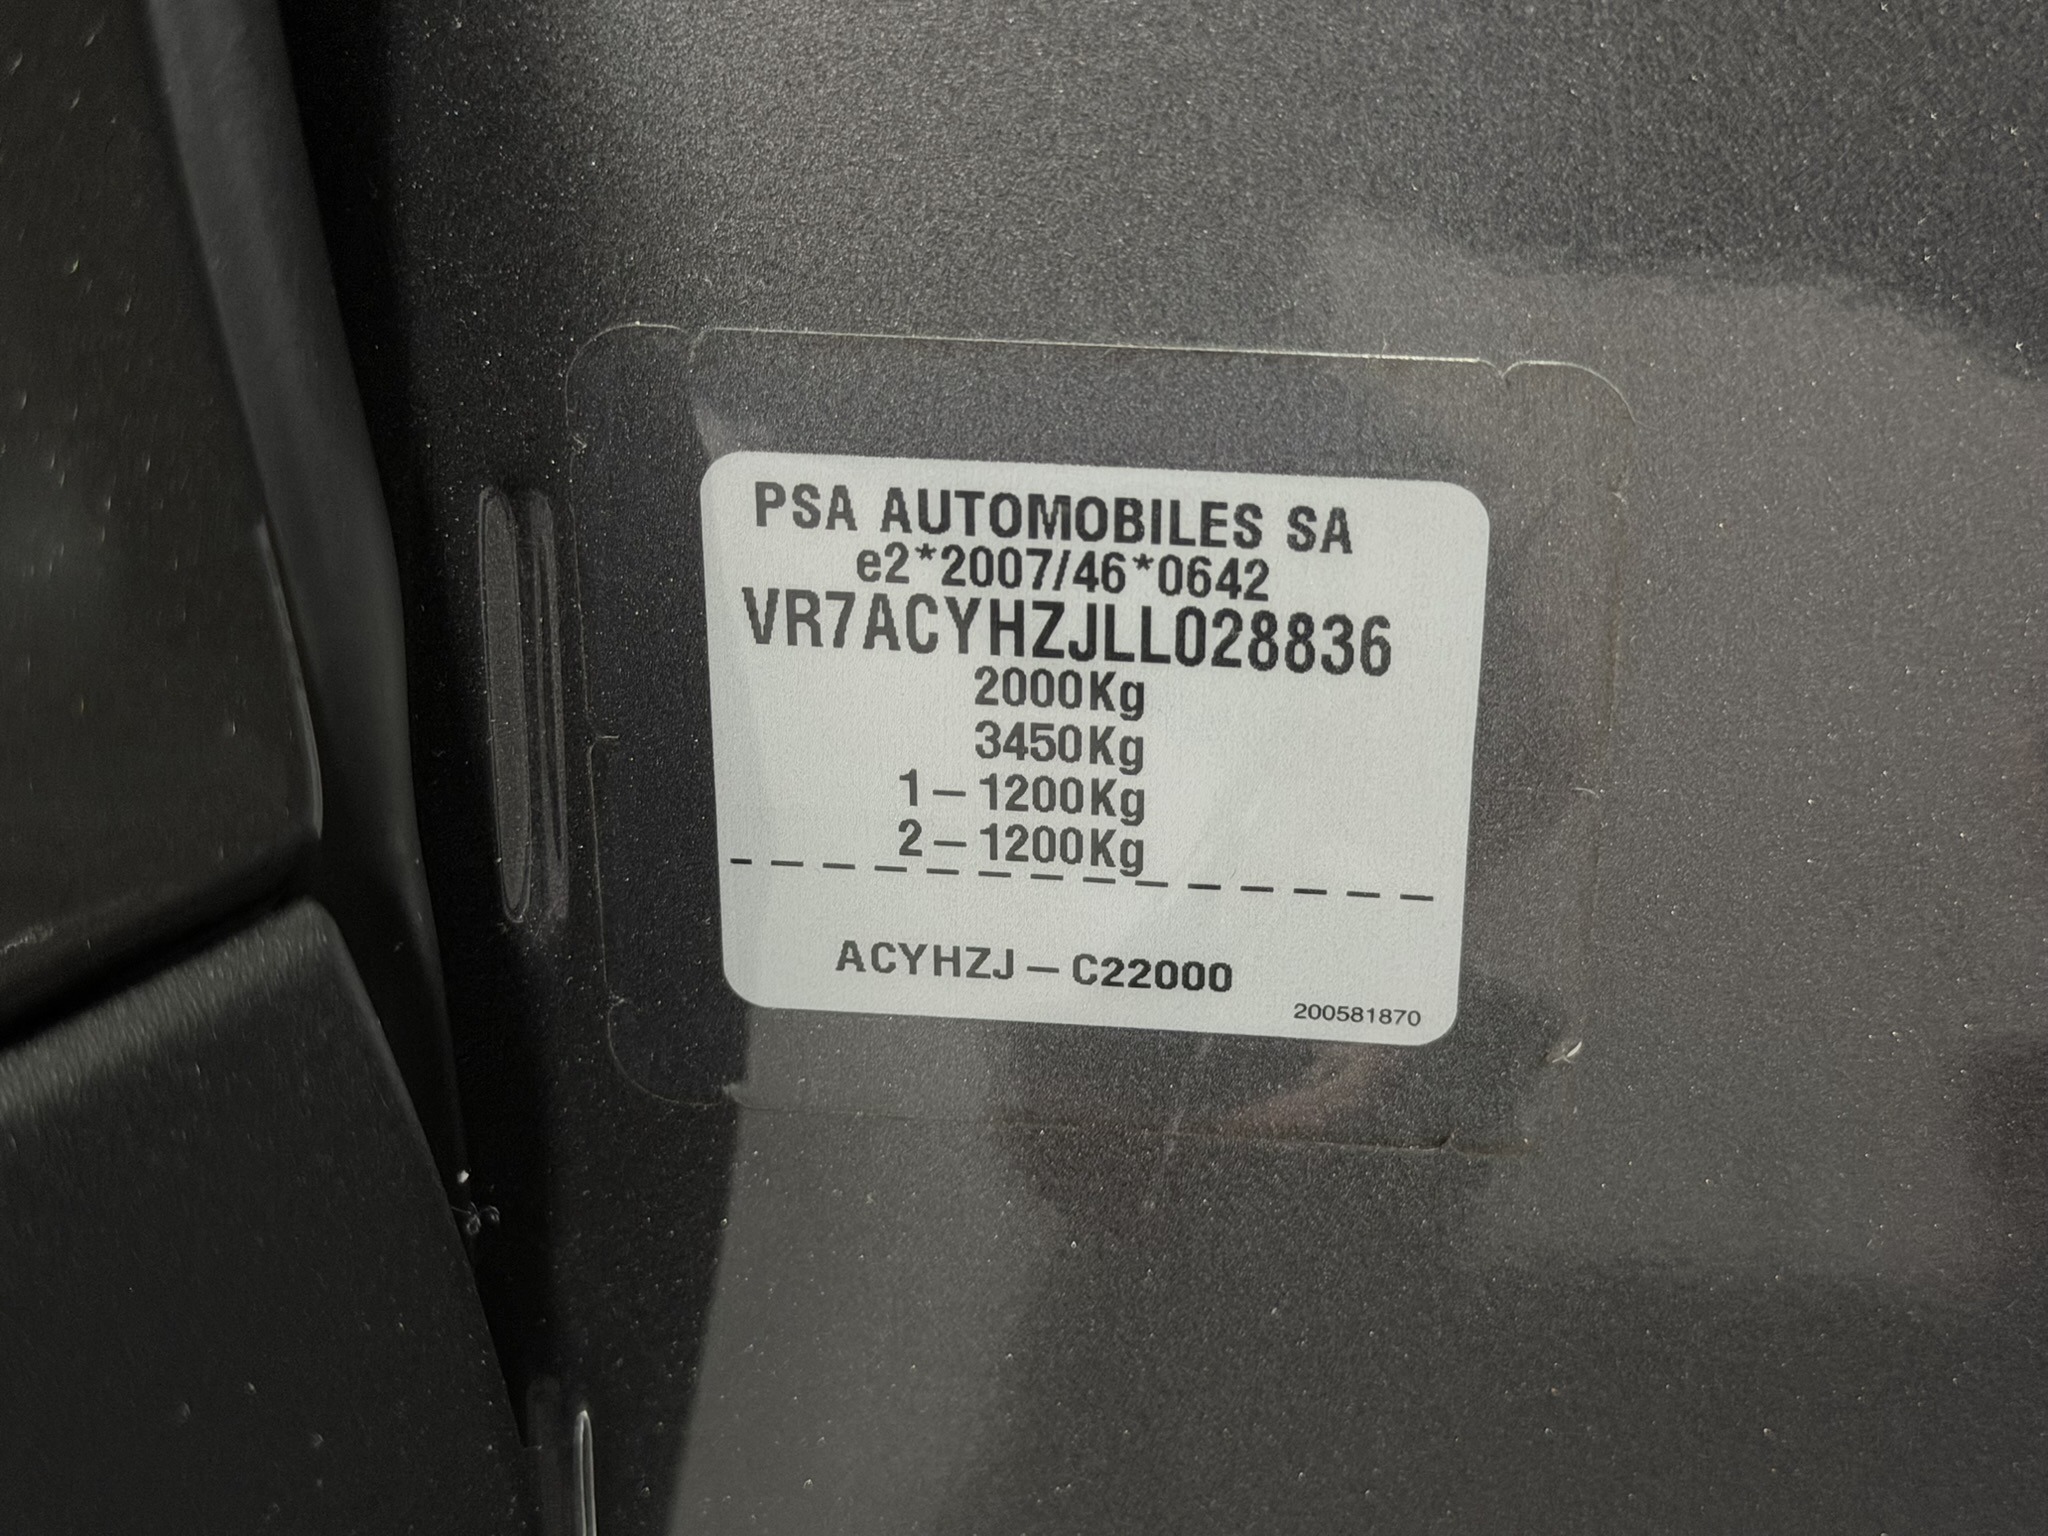 PSA AUTOMOBILES SA
e2*2007/46*0642
VR7ACYHZJLL028836
2000Kg
3450Kg
1 – 1200Kg
2 – 1200Kg
ACYHZJ – C22000
200581870